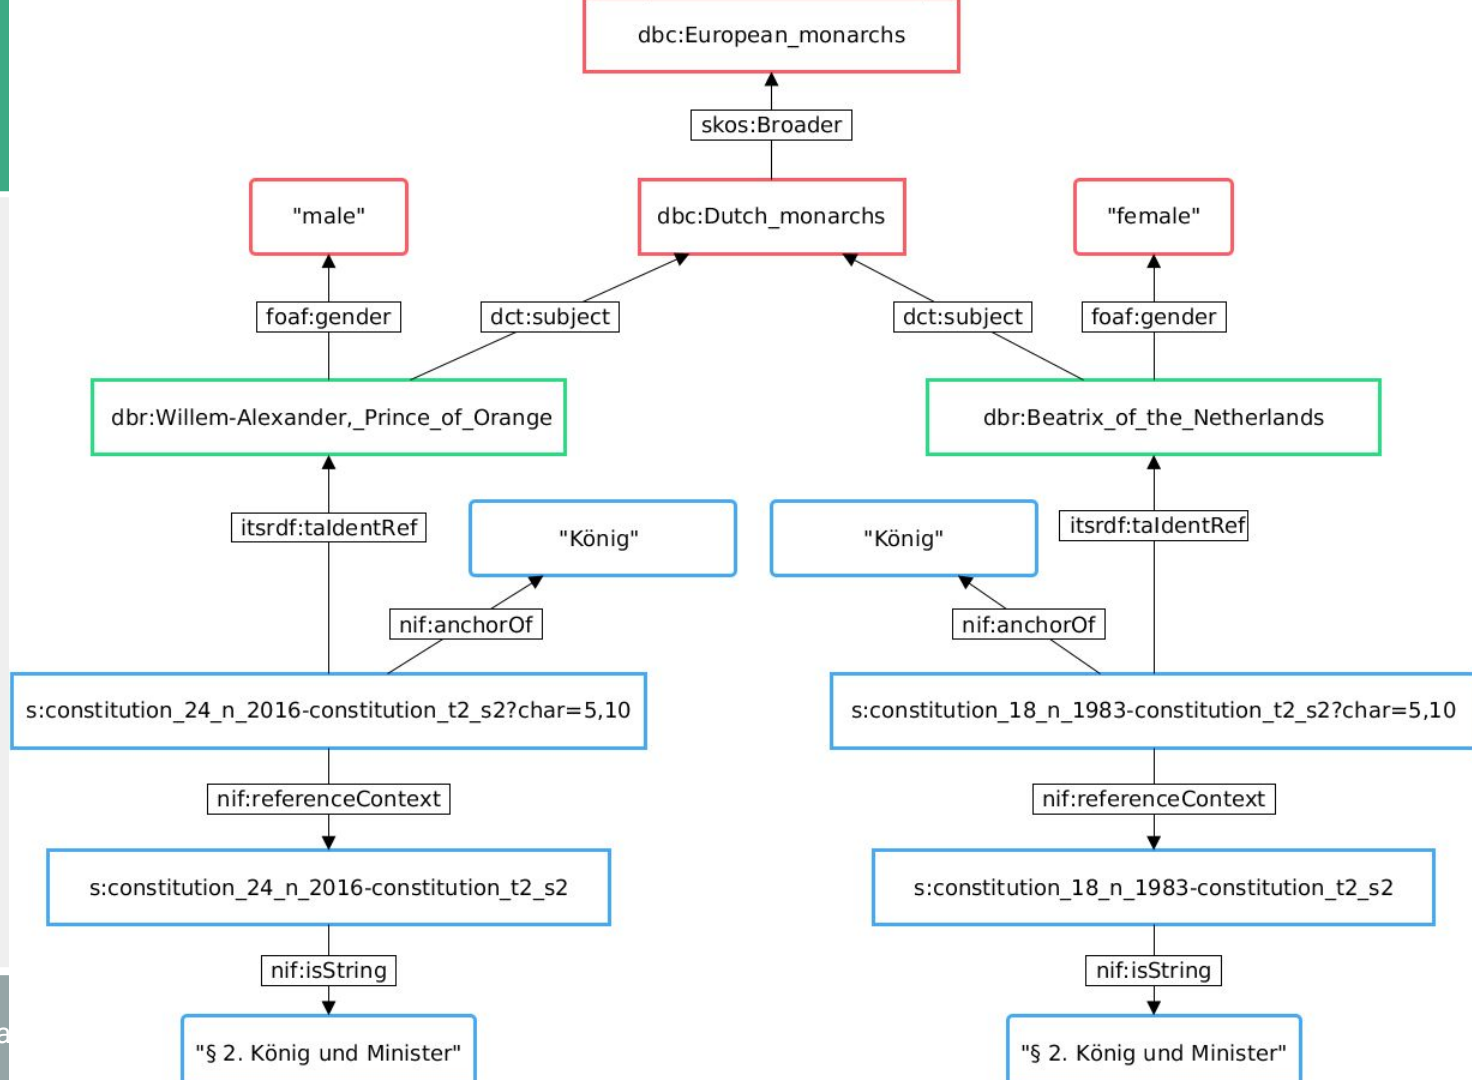 dbc:European_monarchs
skos:Broader
"male"
dbc:Dutch_monarchs
"female"
foaf:gender
dct:subject
dct:subject
foaf:gender
dbr:Willem-Alexander,_Prince_of_Orange
dbr:Beatrix_of_the_Netherlands
itsrdf:taIdentRef
"König"
"König"
itsrdf:taIdentRef
nif:anchorOf
nif:anchorOf
s:constitution_24_n_2016-constitution_t2_s2?char=5,10
s:constitution_18_n_1983-constitution_t2_s2?char=5,10
nif:referenceContext
nif:referenceContext
s:constitution_24_n_2016-constitution_t2_s2
s:constitution_18_n_1983-constitution_t2_s2
nif:isString
nif:isString
"§ 2. König und Minister"
"§ 2. König und Minister"